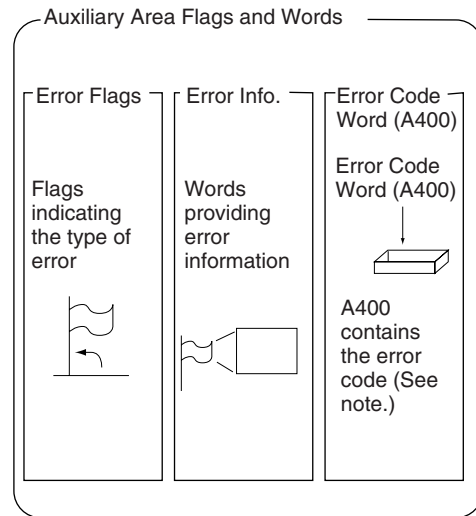 Auxiliary Area Flags and Words
Error Flags
Flags
indicating
the type of
error
Error Info.
Words
providing
error
information
Error Code
Word (A400)
Error Code
Word (A400)
A400
contains
the error
code (See
note.)